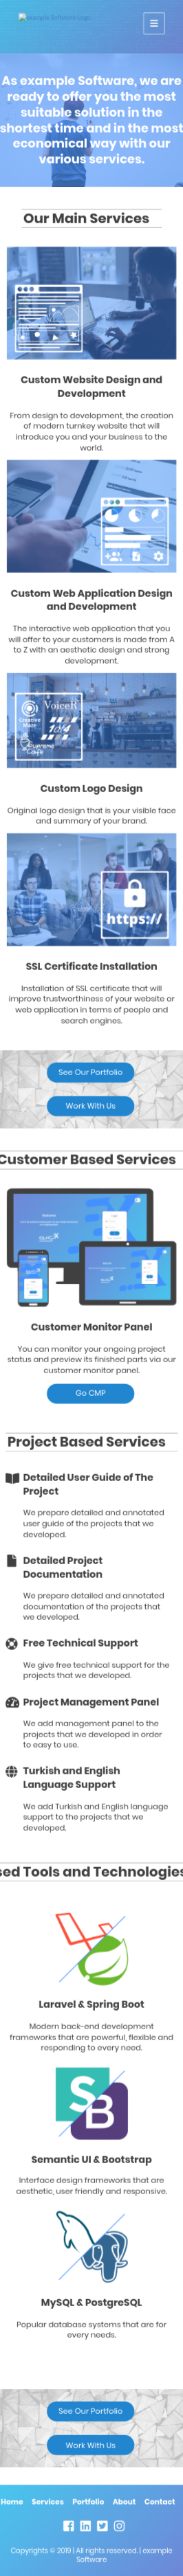 example Software Logo
As example Software, we are
ready to offer you the most
suitable solution in the
shortest time and in the most
economical way with our
various services.
Our Main Services
Custom Website Design and
Development
From design to development, the creation
of modern turnkey website that will
introduce you and your business to the
world.
Custom Web Application Design
and Development
The interactive web application that you
will offer to your customers is made from A
to Z with an aesthetic design and strong
development.
VoiceR
Creative
10.4
Custom Logo Design
Original logo design that is your visible face
and summary of your brand.
https://
SSL Certificate Installation
Installation of SSL certificate that will
improve trustworthiness of your website or
web application in terms of people and
search engines.
See Our Portfolio
Work With Us
Customer Based Services
Customer Monitor Panel
You can monitor your ongoing project
status and preview its finished parts via our
customer monitor panel.
Go CMP
Project Based Services
Detailed User Guide of The
Project
We prepare detailed and annotated
user guide of the projects that we
developed.
Detailed Project
Documentation
We prepare detailed and annotated
documentation of the projects that
we developed.
Free Technical Support
We give free technical support for the
projects that we developed.
Project Management Panel
We add management panel to the
projects that we developed in order
to easy to use.
Turkish and English
Language Support
We add Turkish and English language
support to the projects that we
developed.
sed Tools and Technologies
Laravel & Spring Boot
Modern back-end development
frameworks that are powerful, flexible and
responding to every need.
S
B
Semantic UI & Bootstrap
Interface design frameworks that are
aesthetic, user friendly and responsive.
MySQL & PostgreSQL
Popular database systems that are for
every needs.
See Our Portfolio
Work With Us
Home Services Portfolio About Contact
Copyrights © 2019 | All rights reserved. | example
Software